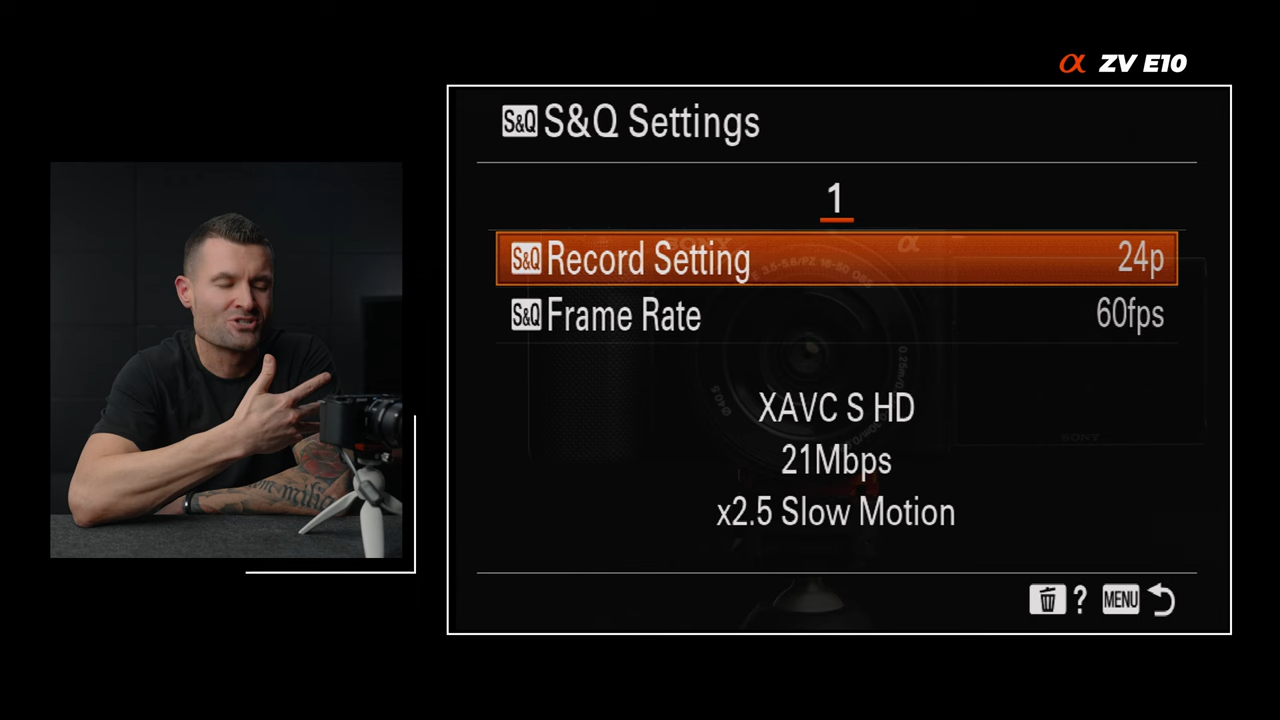 α ZV E10
S&Q S&Q Settings
1
S&Q Record Setting 24p
S&Q Frame Rate 60fps
XAVC S HD
21Mbps
x2.5 Slow Motion
? MENU